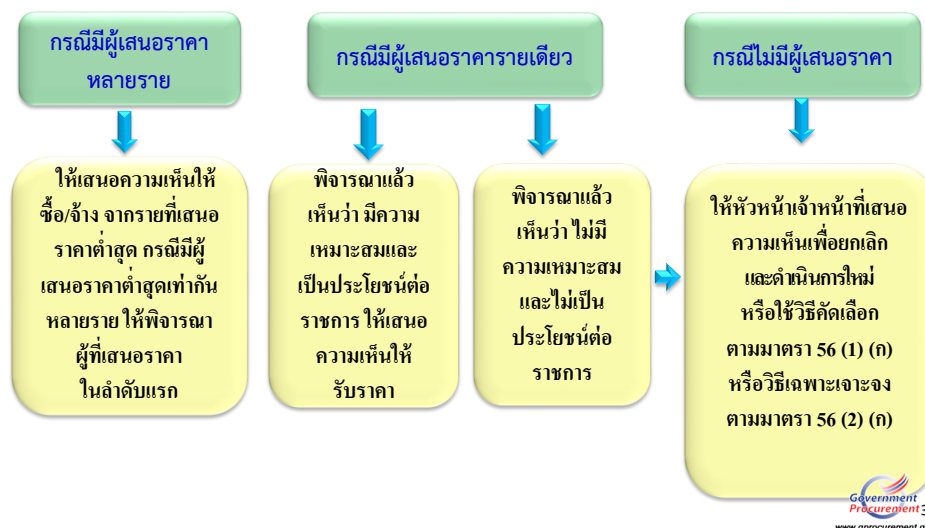 กรณีมีผู้เสนอราคา
หลายราย
ให้เสนอความเห็นให้
ซื้อ/จ้าง จากรายที่เสนอ
ราคาต่ำสุด กรณีมีผู้
เสนอราคาต่ำสุดเท่ากัน
หลายราย ให้พิจารณา
ผู้ที่เสนอราคา
ในลำดับแรก
กรณีมีผู้เสนอราคารายเดียว
พิจารณาแล้ว
เห็นว่า มีความ
เหมาะสมและ
เป็นประโยชน์ต่อ
ราชการ ให้เสนอ
ความเห็นให้
รับราคา
พิจารณาแล้ว
เห็นว่า ไม่มี
ความเหมาะสม
และไม่เป็น
ประโยชน์ต่อ
ราชการ
กรณีไม่มีผู้เสนอราคา
ให้หัวหน้าเจ้าหน้าที่เสนอ
ความเห็นเพื่อยกเลิก
และดำเนินการใหม่
หรือใช้วิธีคัดเลือก
ตามมาตรา 56 (1) (ก)
หรือวิธีเฉพาะเจาะจง
ตามมาตรา 56 (2) (ก)
Government
Procurement 3